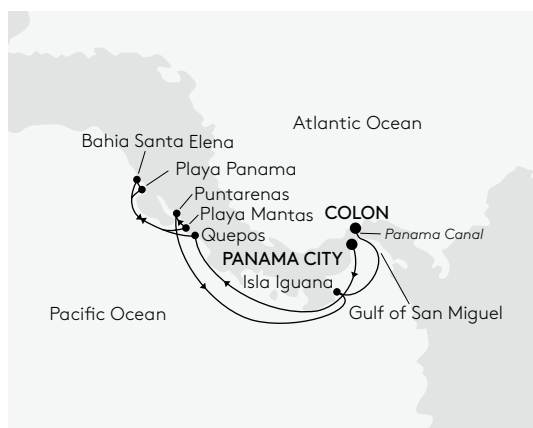 Atlantic Ocean
Bahia Santa Elena
Playa Panama
Puntarenas
Playa Mantas
COLON
Quepos
Panama Canal
PANAMA CITY
Isla Iguana
Pacific Ocean
Gulf of San Miguel